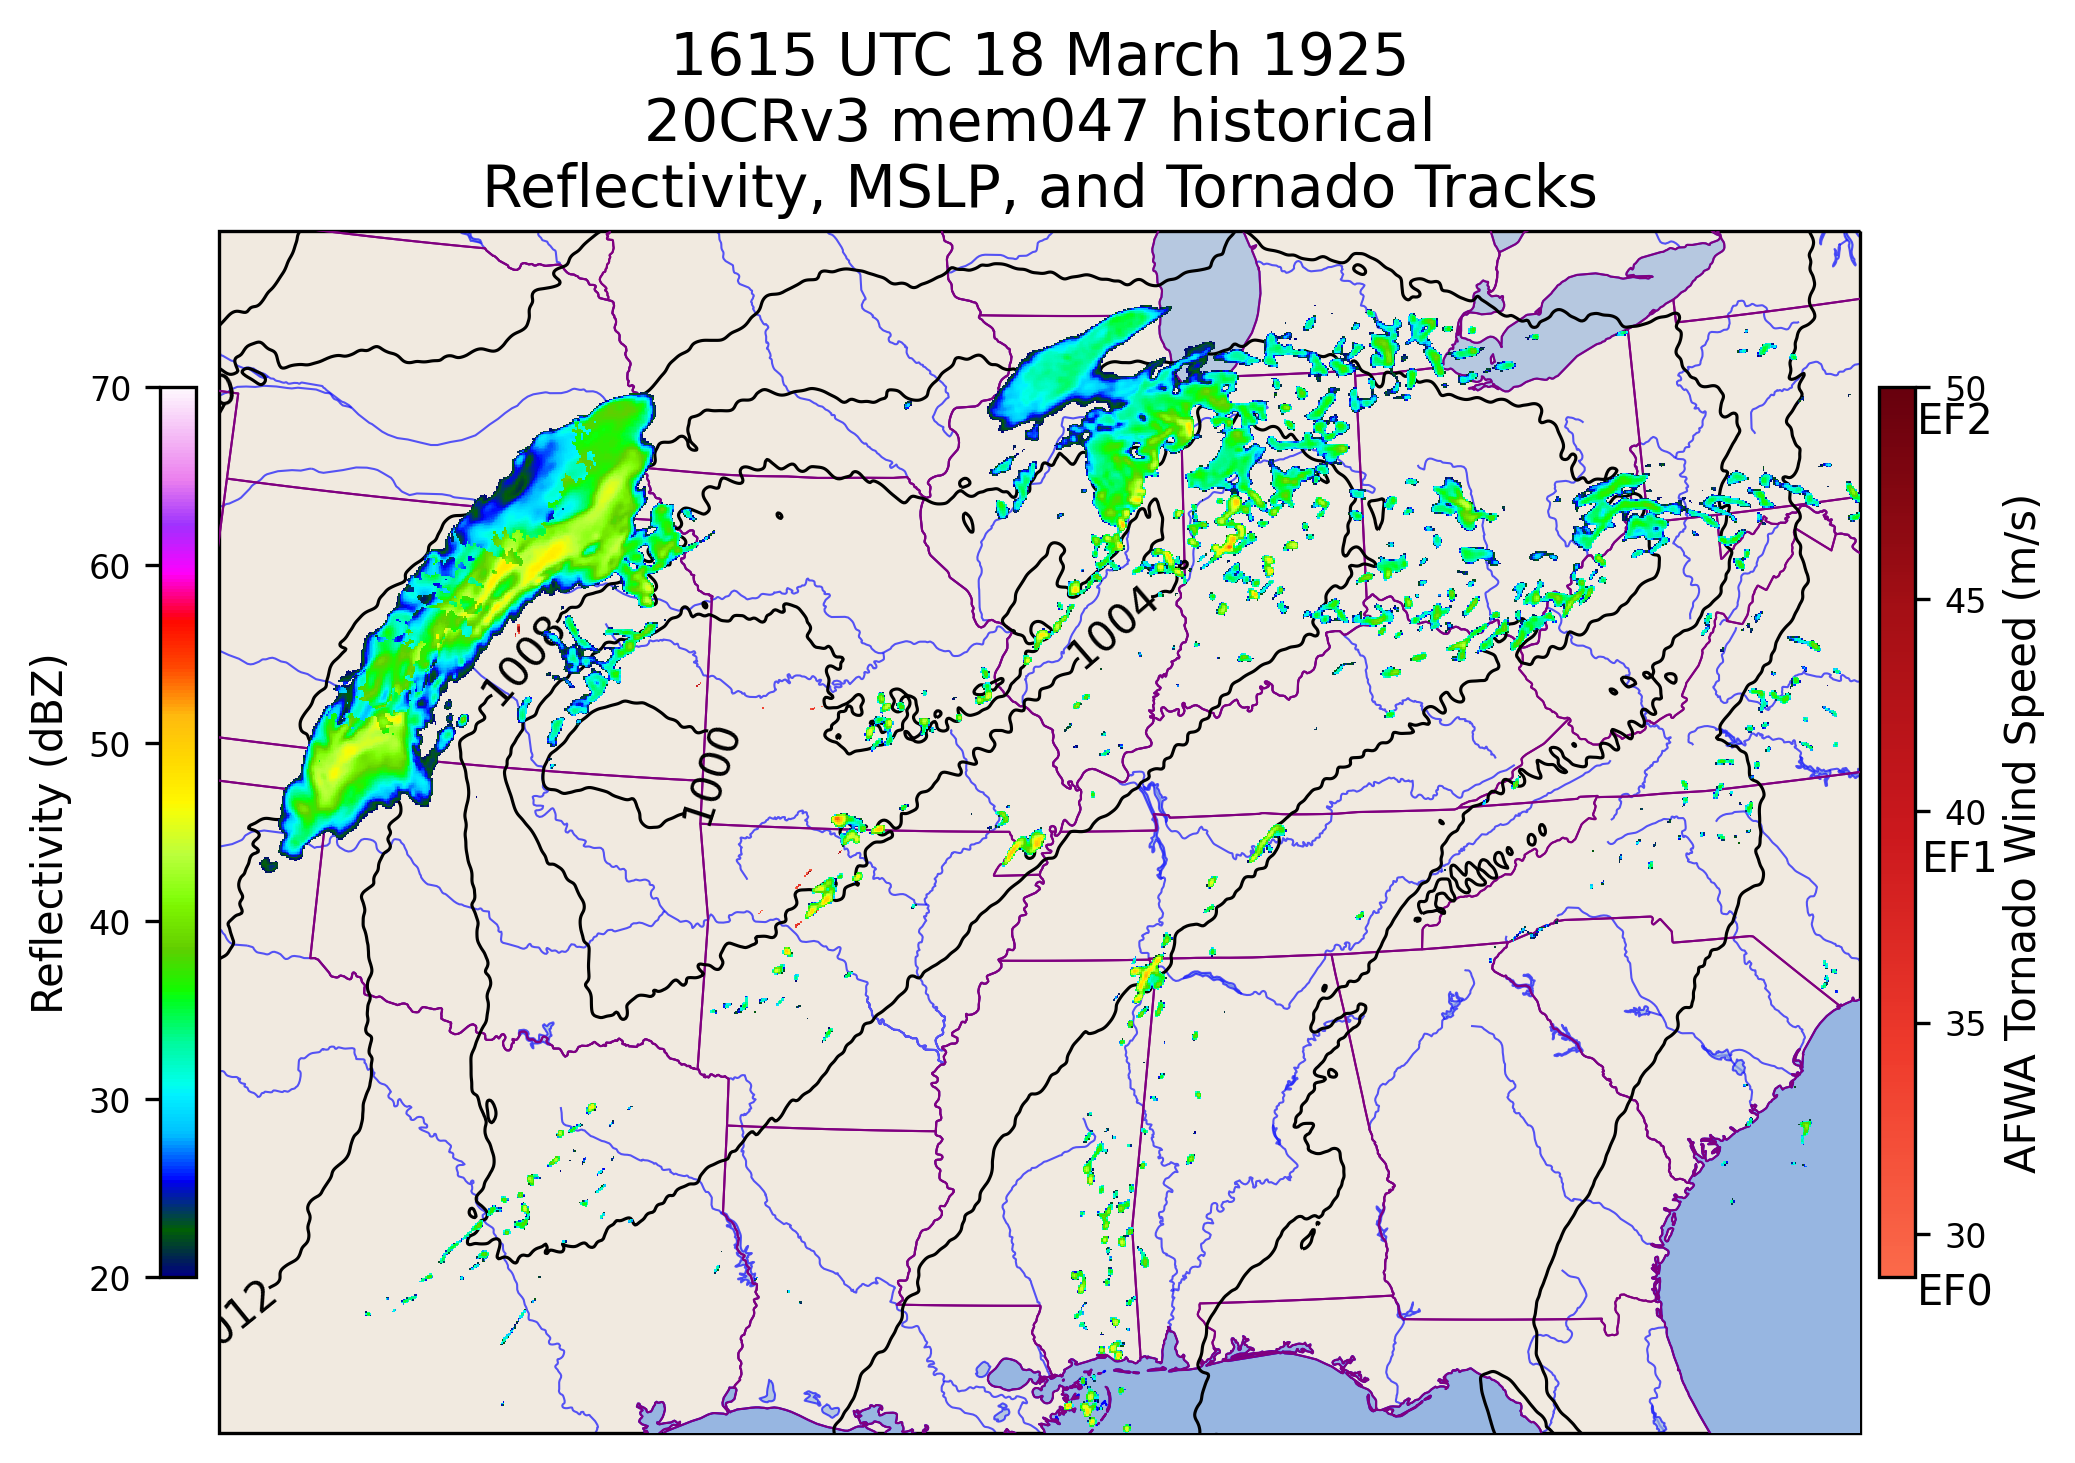 1615 UTC 18 March 1925
20CRv3 mem047 historical
Reflectivity, MSLP, and Tornado Tracks
Reflectivity (dBZ)
70
60
50
40
30
20
1008
1004
1000
012
50
EF2
45
40
EF1
35
30
EF0
AFWA Tornado Wind Speed (m/s)